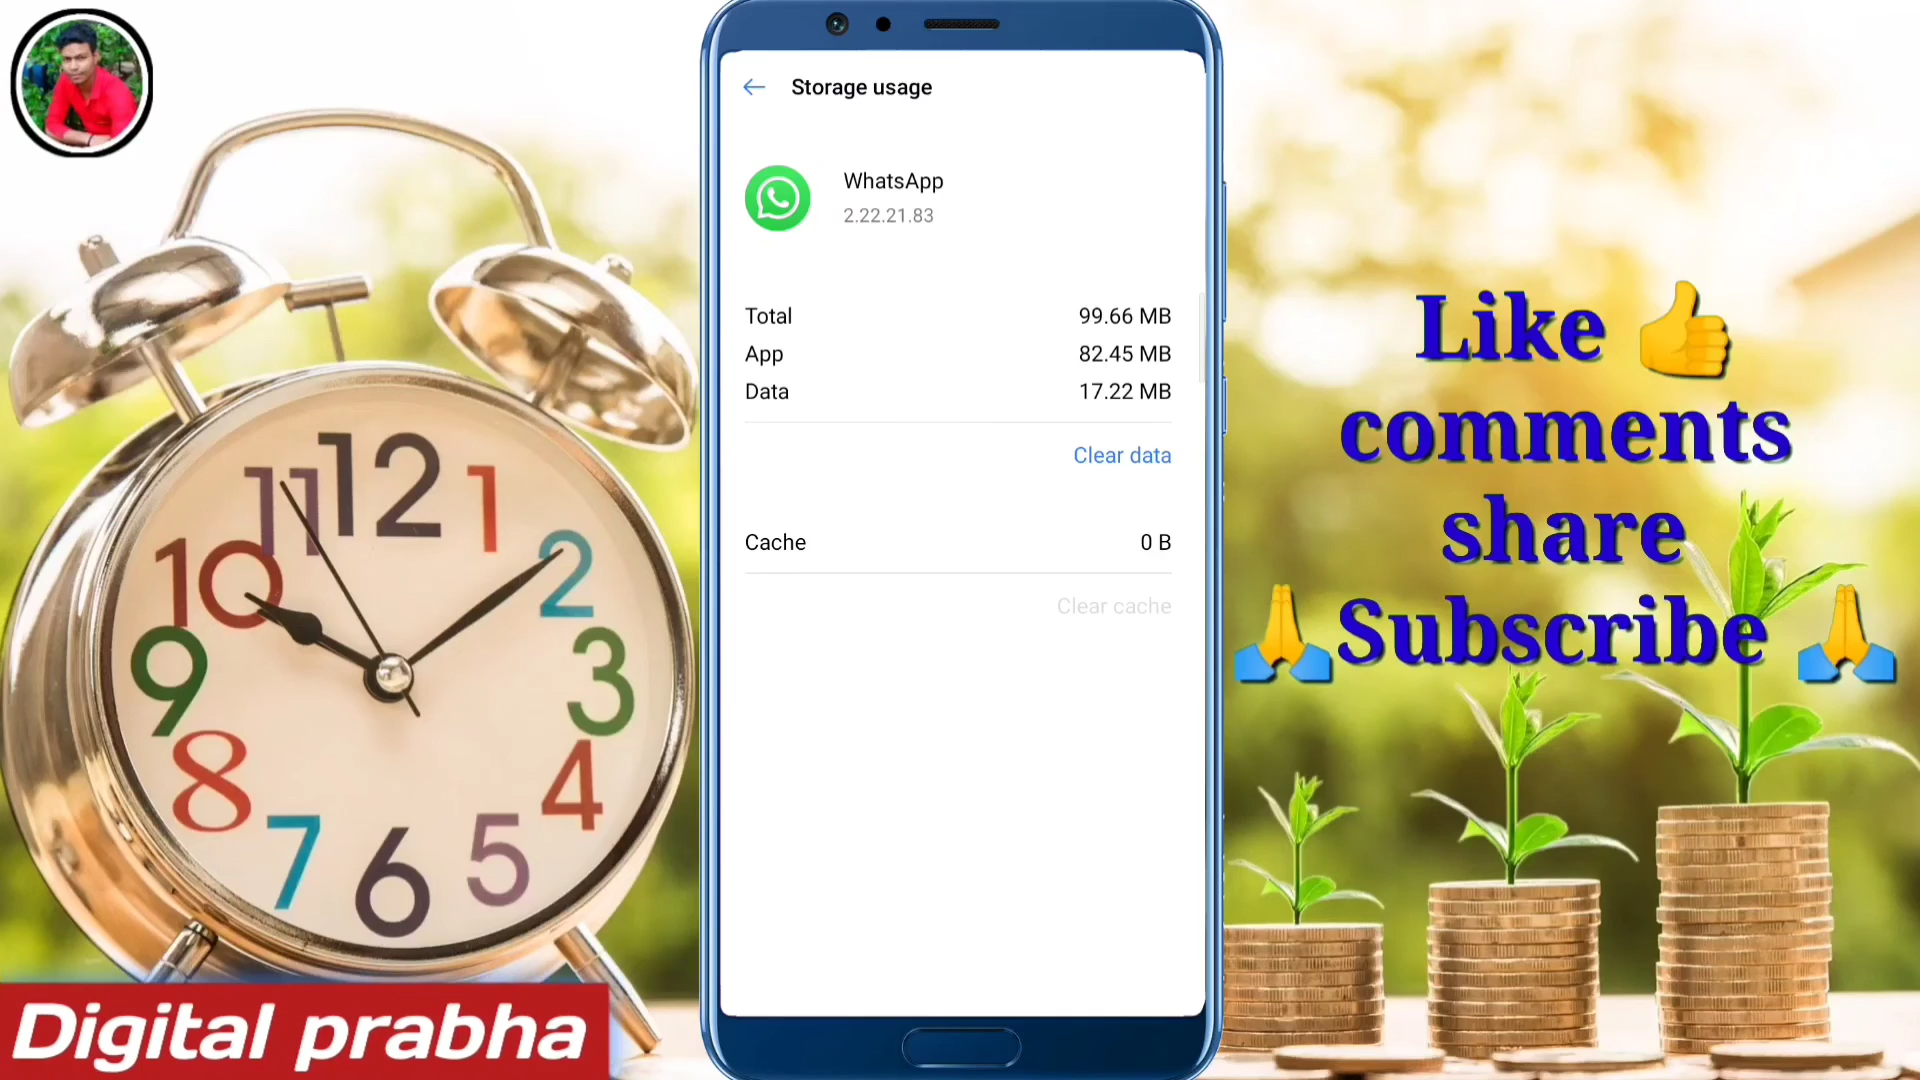 Storage usage
WhatsApp
2.22.21.83
Total 99.66 MB
App 82.45 MB
Data 17.22 MB
Clear data
Cache 0 B
Clear cache
12
1
2
3
4
5
6
7
8
9
10
11
Like 👍
comments
share
🙏Subscribe 🙏
Digital prabha